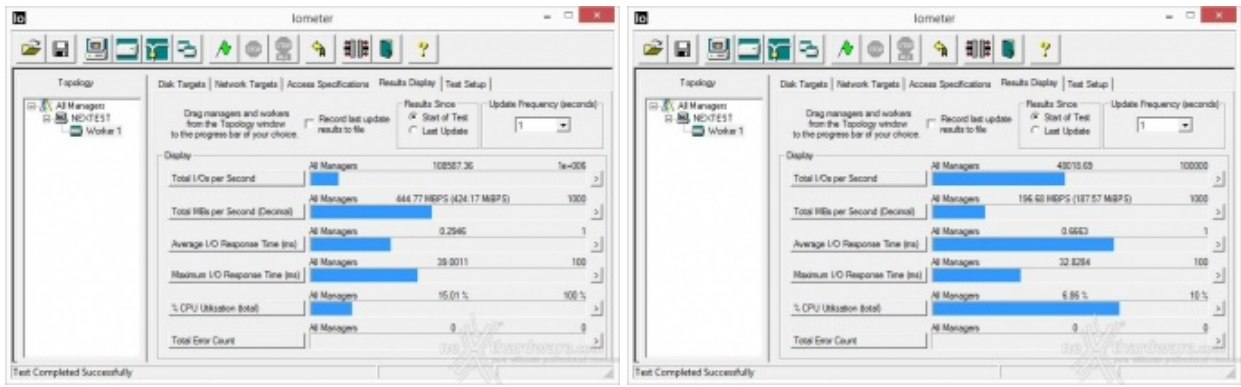 Io Iometer
Topology
All Managers
NEXTEST
Worker 1
Disk Targets Network Targets Access Specifications Results Display Test Setup
Drag managers and workers
from the Topology window
to the progress bar of your choice.
Record last update
results to file
Results Since
Start of Test
Last Update
Update Frequency (seconds)
1
Display
All Managers 108587.36 1e+006
Total I/Os per Second
All Managers 444.77 MBPS (424.17 MiBPS) 1000
Total MBs per Second (Decimal)
All Managers 0.2946 1
Average I/O Response Time (ms)
All Managers 39.0011 100
Maximum I/O Response Time (ms)
All Managers 15.01 % 100 %
% CPU Utilization (total)
All Managers 0 0
Total Error Count
nexthardware.com
Test Completed Successfully
Io Iometer
Topology
All Managers
NEXTEST
Worker 1
Disk Targets Network Targets Access Specifications Results Display Test Setup
Drag managers and workers
from the Topology window
to the progress bar of your choice.
Record last update
results to file
Results Since
Start of Test
Last Update
Update Frequency (seconds)
1
Display
All Managers 48018.69 100000
Total I/Os per Second
All Managers 196.68 MBPS (187.57 MiBPS) 1000
Total MBs per Second (Decimal)
All Managers 0.6663 1
Average I/O Response Time (ms)
All Managers 32.8284 100
Maximum I/O Response Time (ms)
All Managers 6.86 % 10 %
% CPU Utilization (total)
All Managers 0 0
Total Error Count
nexthardware.com
Test Completed Successfully